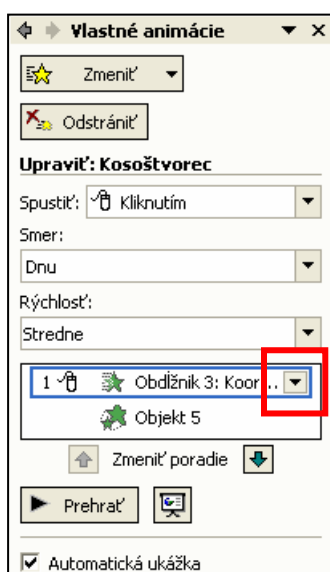 Vlastné animácie
Zmeniť
Odstrániť
Upraviť: Kosoštvorec
Spustiť: Kliknutím
Smer:
Dnu
Rýchlosť:
Stredne
1 Obdĺžnik 3: Koor...
Objekt 5
Zmeniť poradie
Prehrať
Automatická ukážka